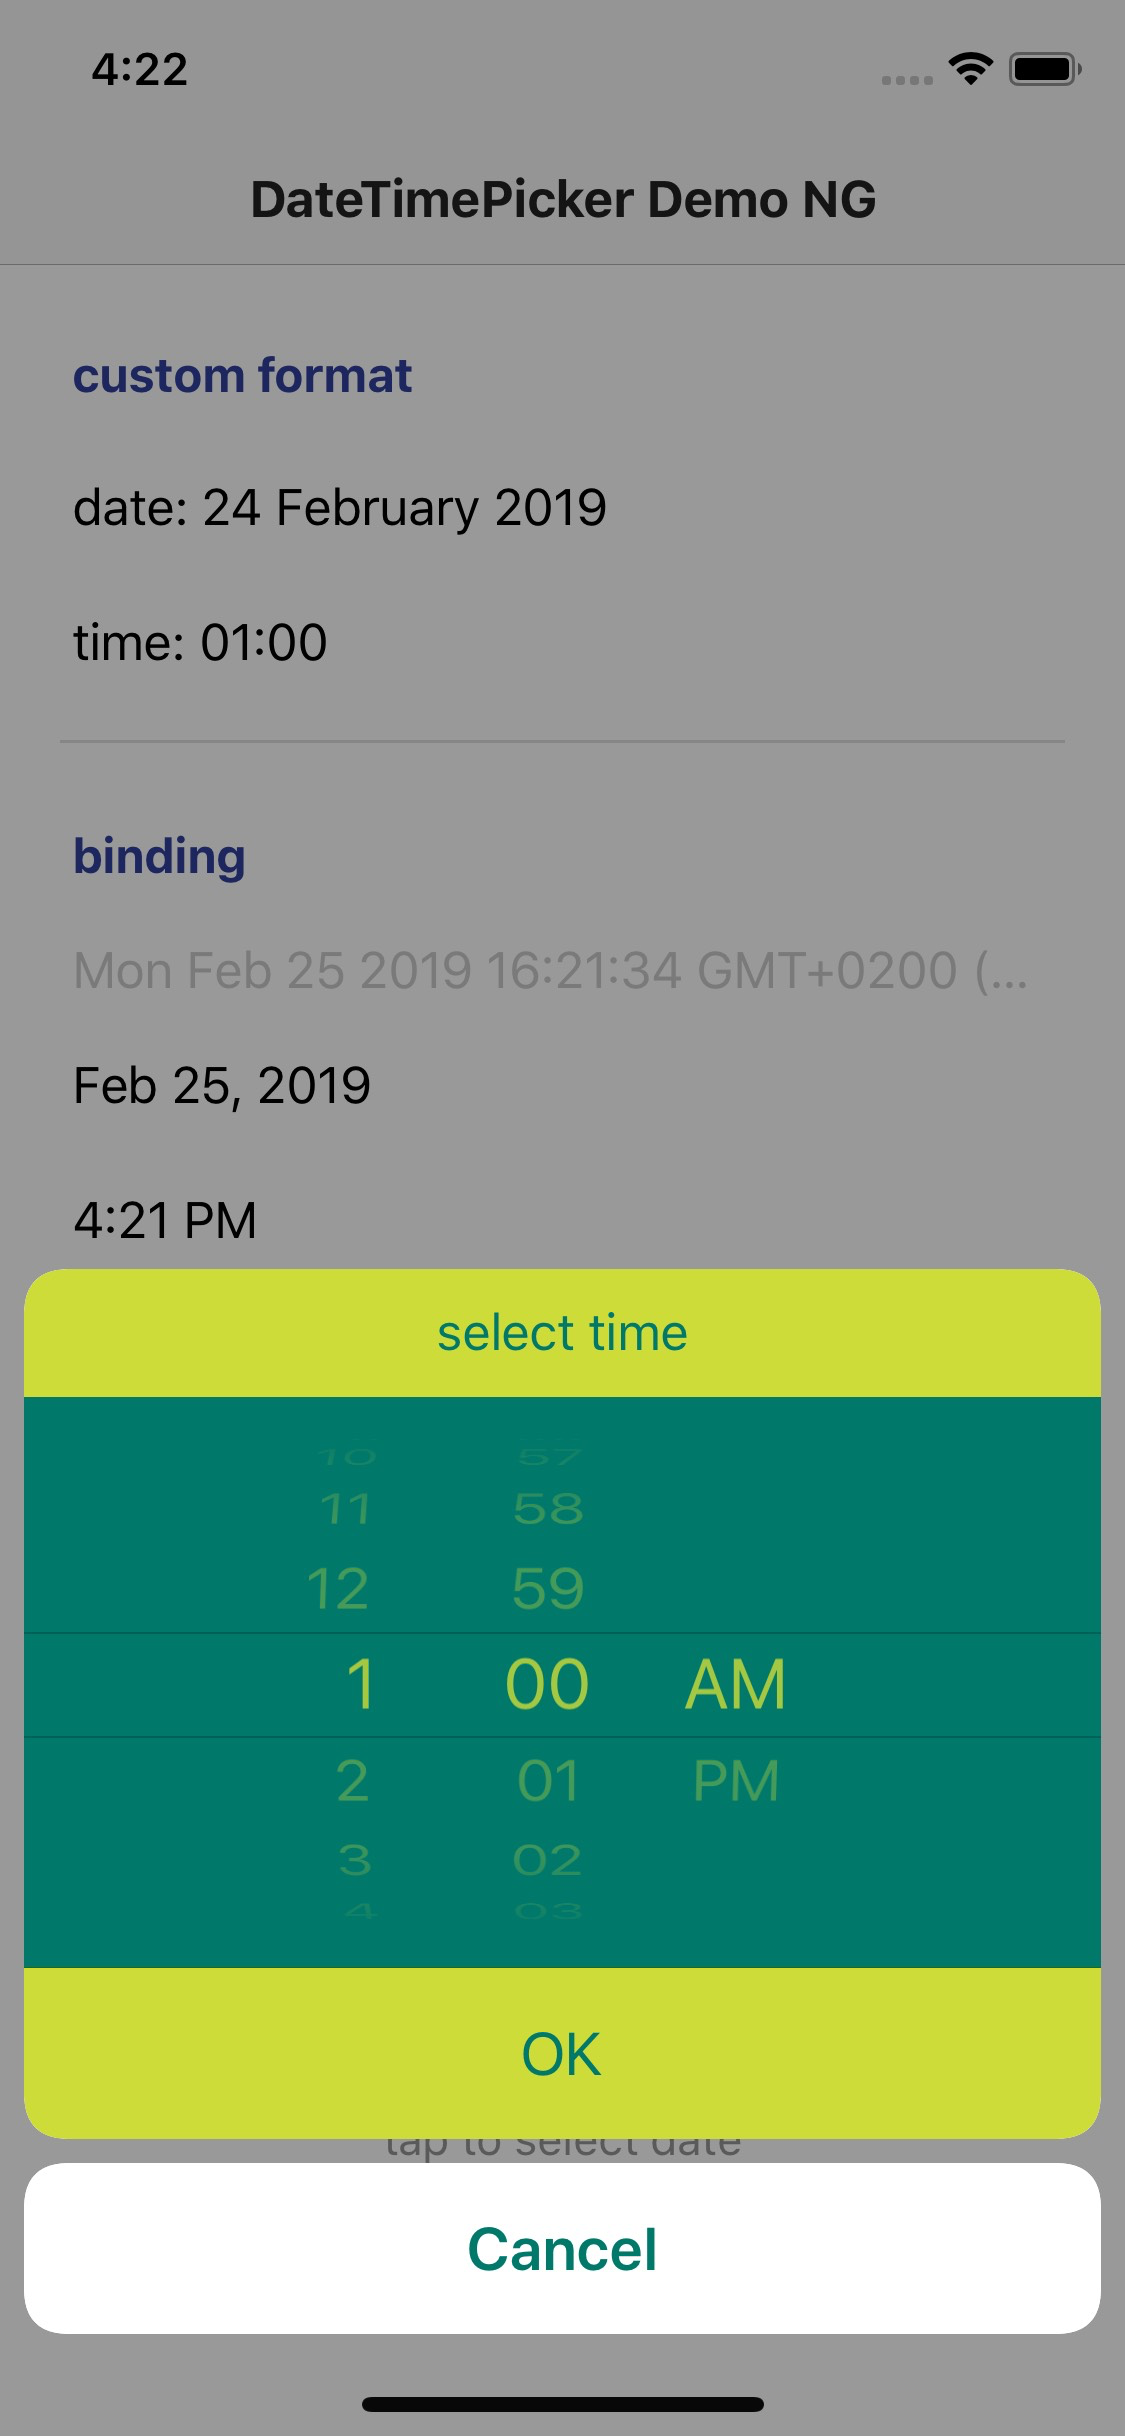 4:22
DateTimePicker Demo NG
custom format
date: 24 February 2019
time: 01:00
binding
Mon Feb 25 2019 16:21:34 GMT+0200 (...
Feb 25, 2019
4:21 PM
select time
10 57
11 58
12 59
1 00 AM
2 01 PM
3 02
4 03
OK
tap to select date
Cancel